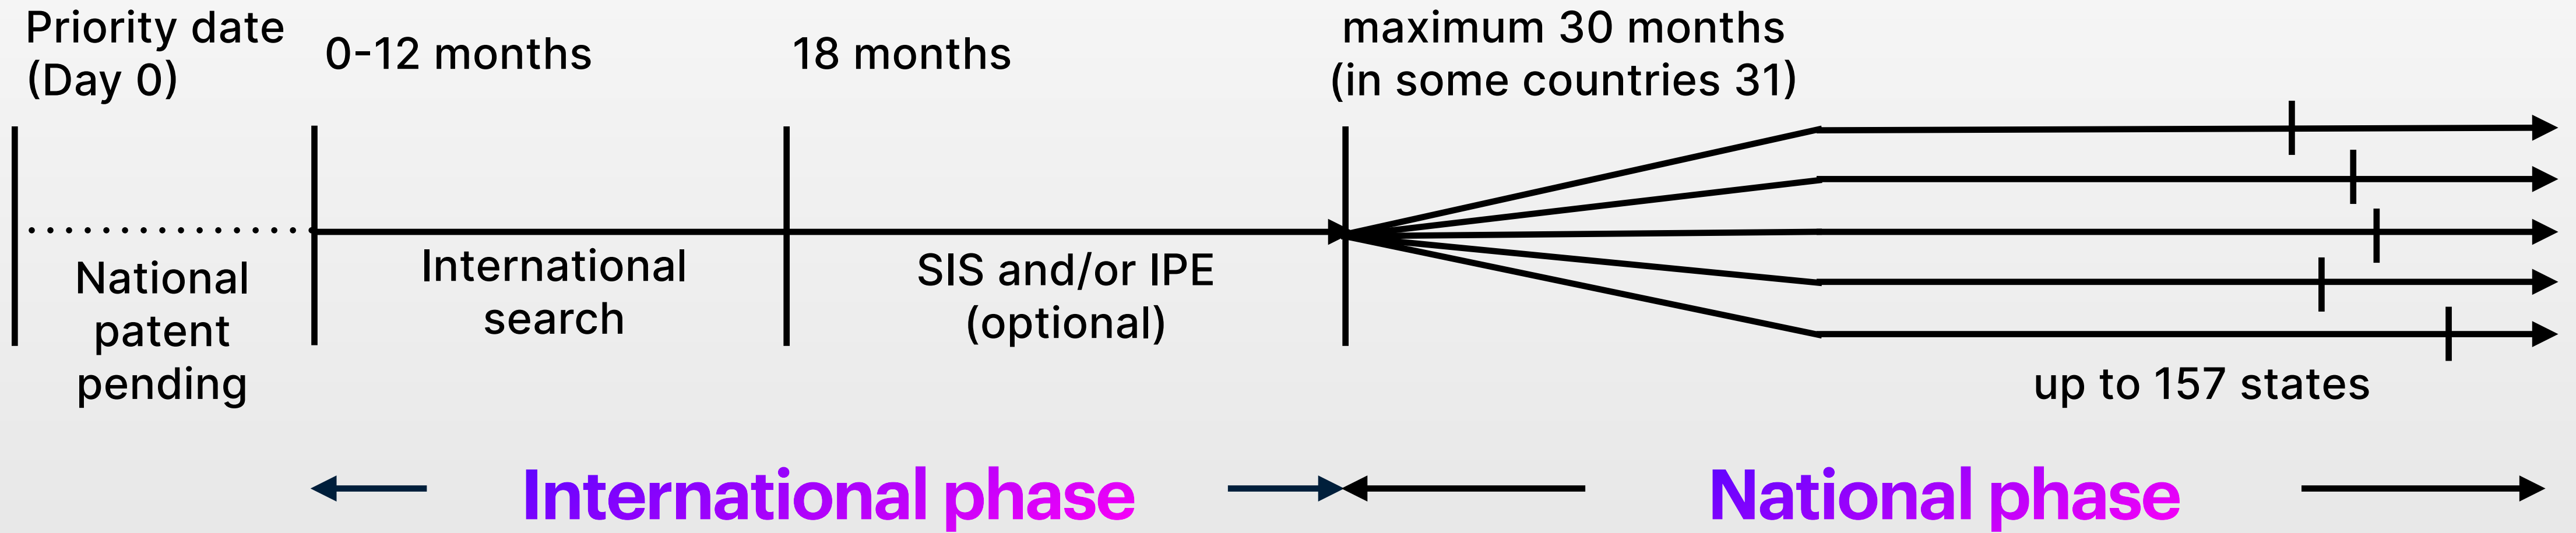 Priority date
(Day 0)
0-12 months
18 months
maximum 30 months
(in some countries 31)
National
patent
pending
International
search
SIS and/or IPE
(optional)
up to 157 states
International phase
National phase